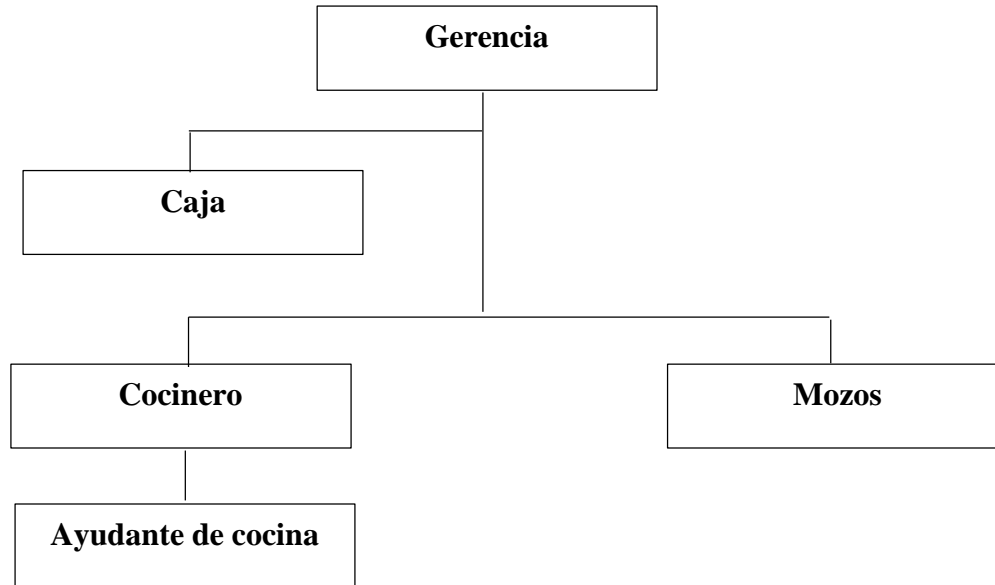 Gerencia
Caja
Cocinero
Mozos
Ayudante de cocina